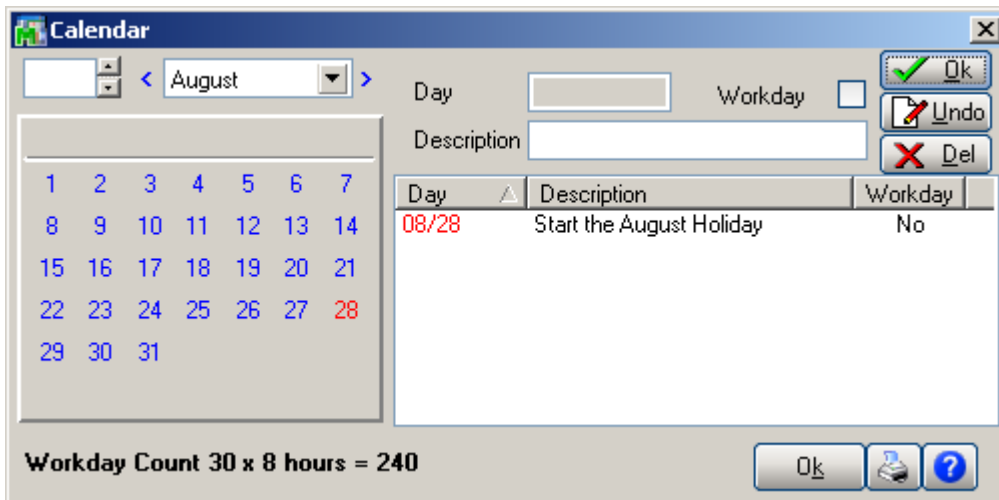 Calendar
< August >
Day Workday Ok
Undo
Description
Del
1 2 3 4 5 6 7
8 9 10 11 12 13 14
15 16 17 18 19 20 21
22 23 24 25 26 27 28
29 30 31
Day Description Workday
08/28 Start the August Holiday No
Workday Count 30 x 8 hours = 240
Ok ?